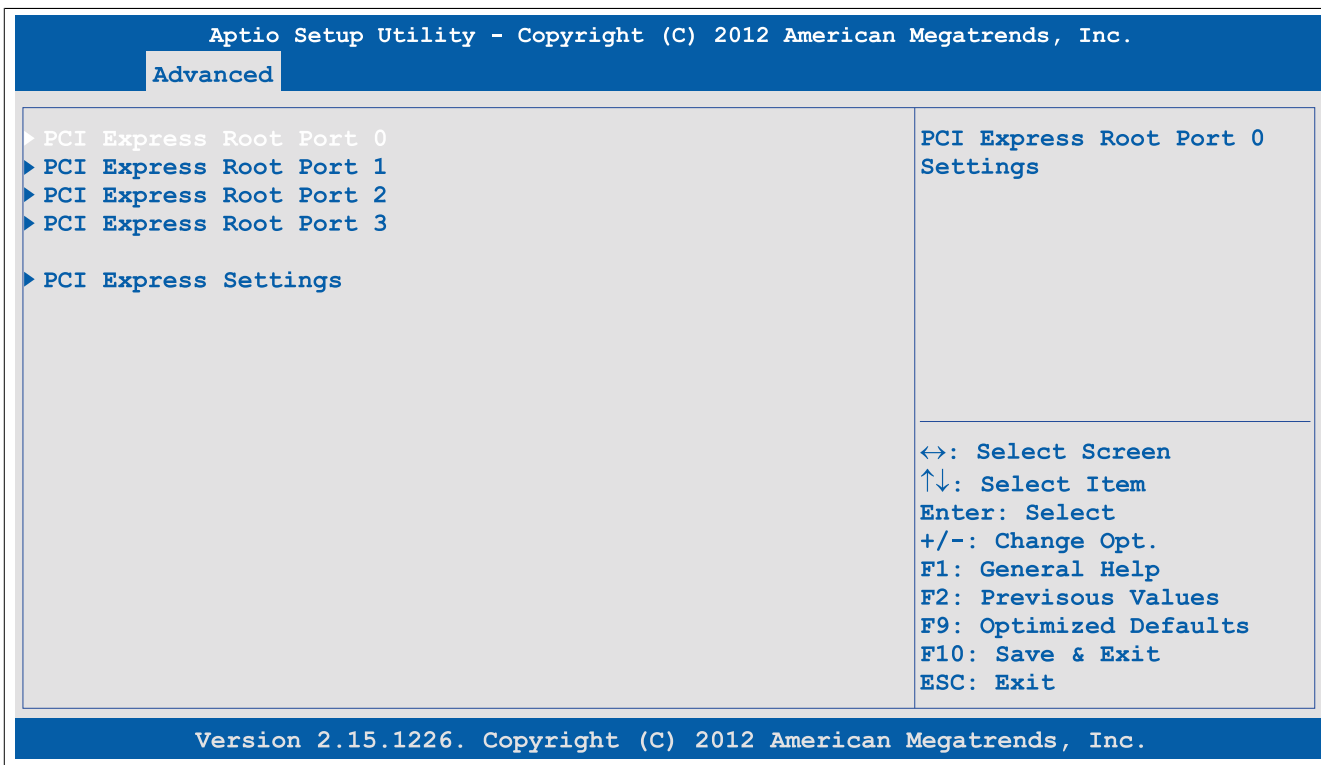 Aptio Setup Utility - Copyright (C) 2012 American Megatrends, Inc.
Advanced
PCI Express Root Port 0
PCI Express Root Port 1
PCI Express Root Port 2
PCI Express Root Port 3
PCI Express Settings
PCI Express Root Port 0
Settings
↔: Select Screen
↑↓: Select Item
Enter: Select
+/-: Change Opt.
F1: General Help
F2: Previsous Values
F9: Optimized Defaults
F10: Save & Exit
ESC: Exit
Version 2.15.1226. Copyright (C) 2012 American Megatrends, Inc.